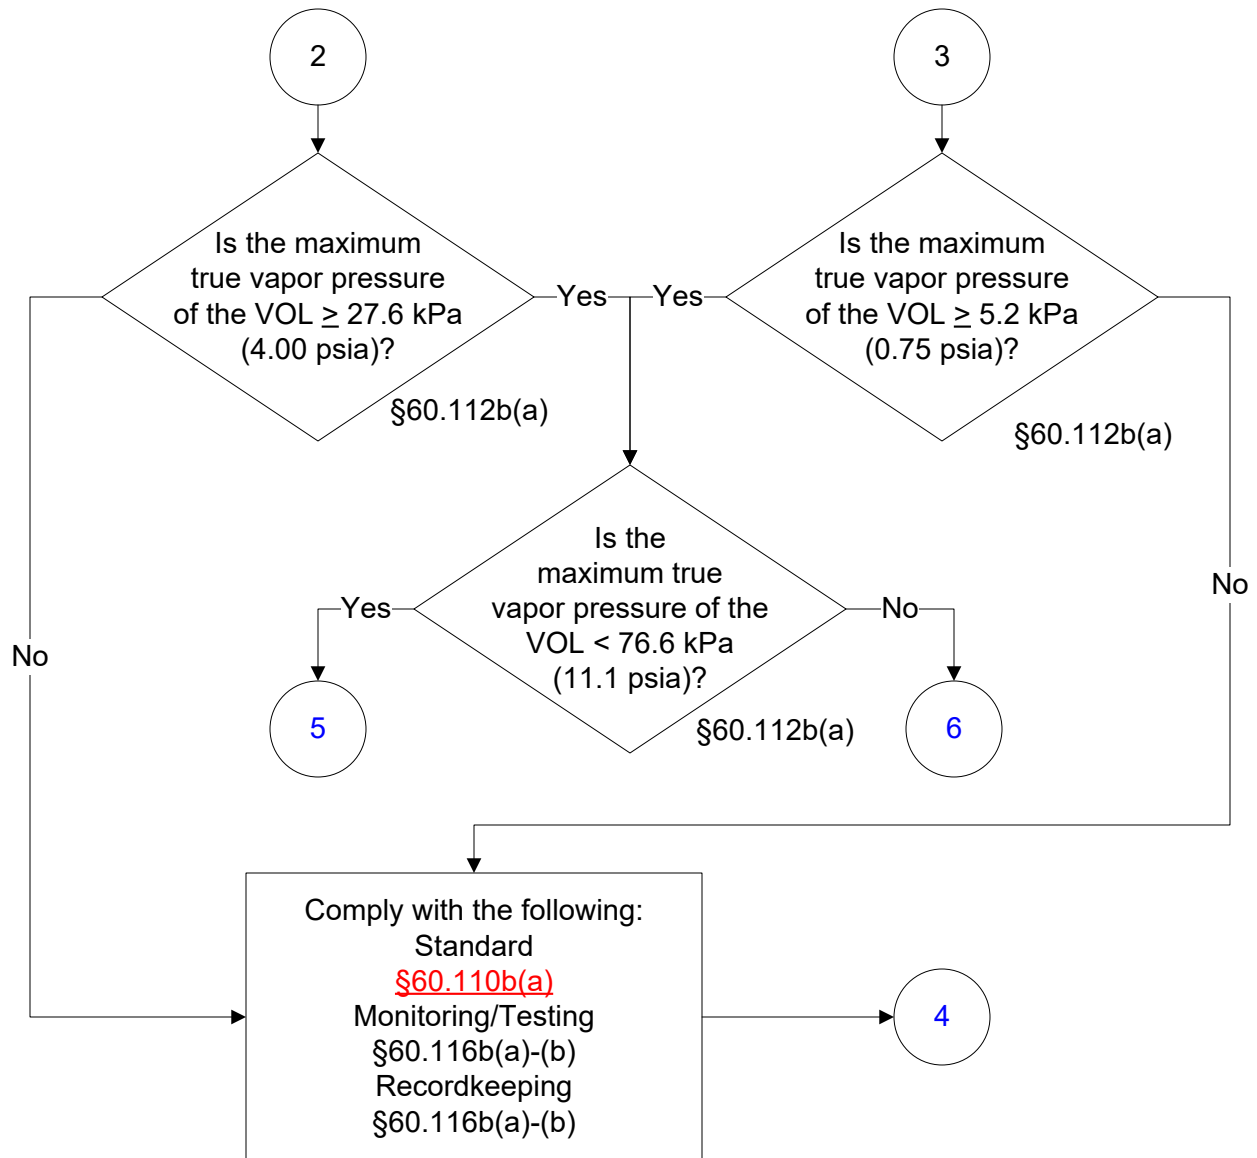 2
3
Is the maximum
true vapor pressure
of the VOL ≥ 27.6 kPa
(4.00 psia)?
Yes
Yes
Is the maximum
true vapor pressure
of the VOL ≥ 5.2 kPa
(0.75 psia)?
§60.112b(a)
§60.112b(a)
Is the
maximum true
vapor pressure of the
VOL < 76.6 kPa
(11.1 psia)?
Yes
No
No
No
§60.112b(a)
5
6
Comply with the following:
Standard
§60.110b(a)
Monitoring/Testing
§60.116b(a)-(b)
Recordkeeping
§60.116b(a)-(b)
4